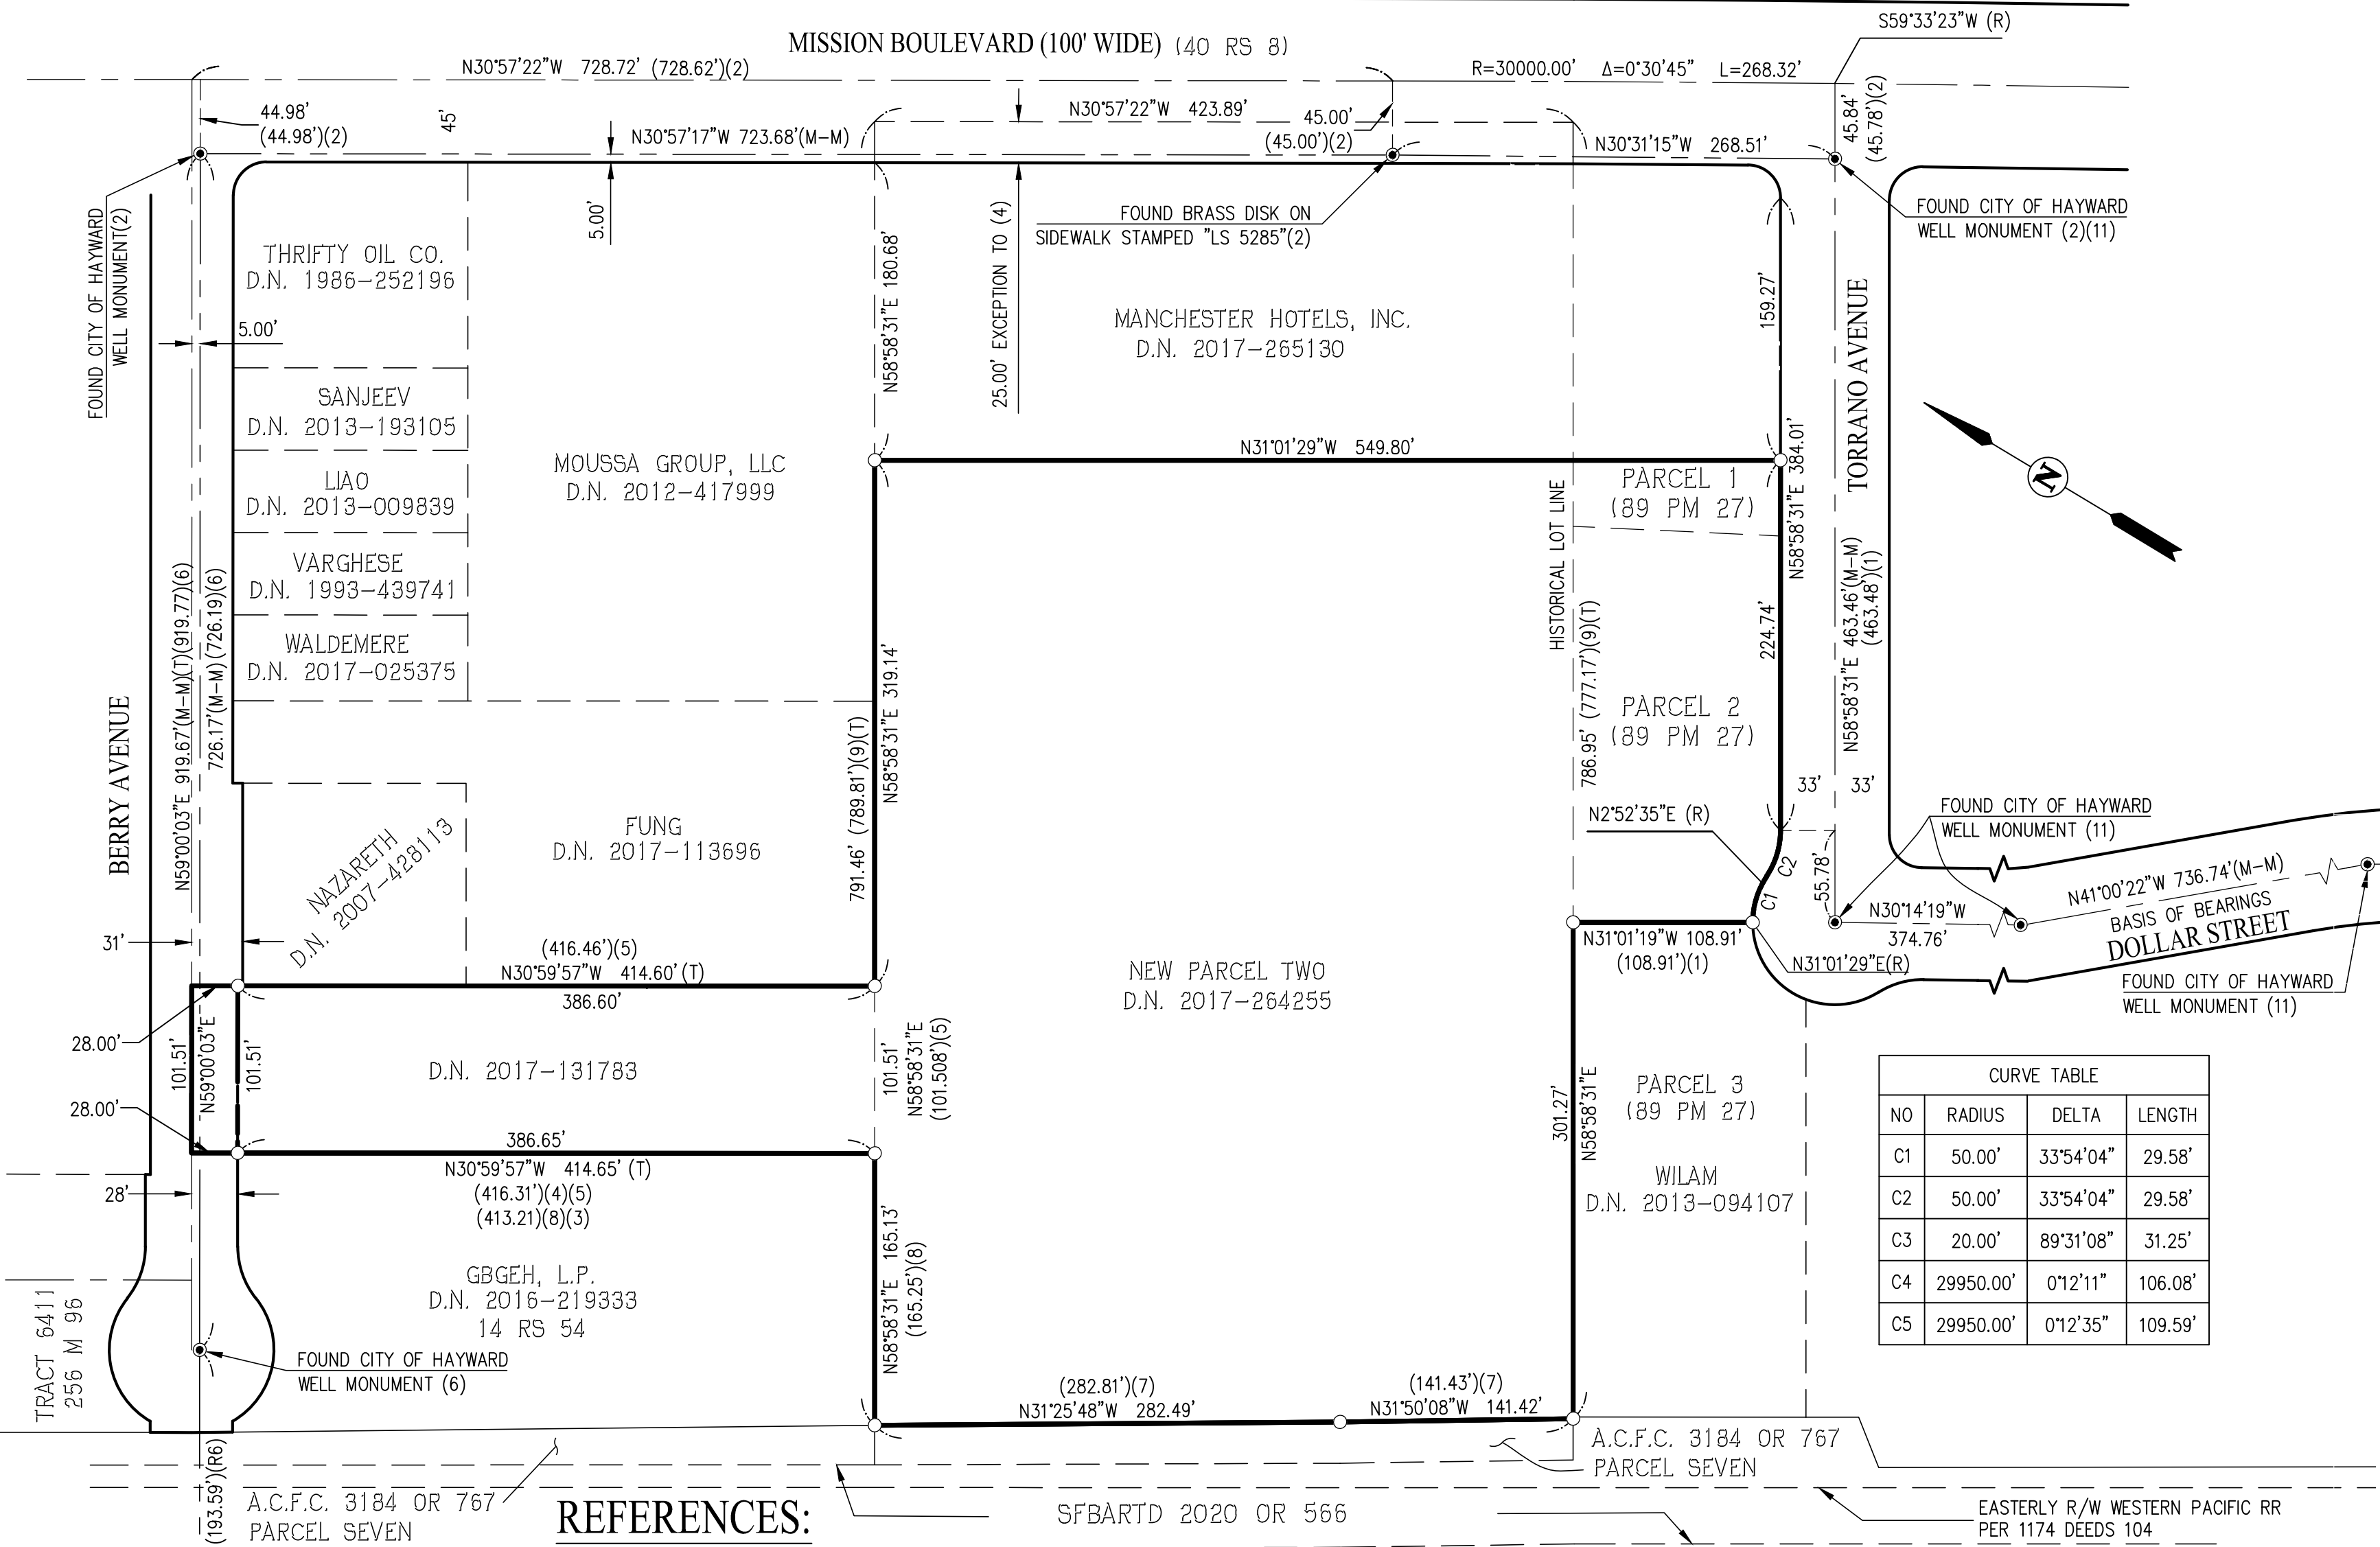 S59°33'23"W (R)
MISSION BOULEVARD (100' WIDE) (40 RS 8)
N30°57'22"W 728.72' (728.62')(2)
R=30000.00' Δ=0°30'45" L=268.32'
44.98'
(44.98')(2)
45'
N30°57'17"W 723.68'(M-M)
N30°57'22"W 423.89'
45.00'
(45.00')(2)
N30°31'15"W 268.51'
45.84'
(45.78')(2)
FOUND CITY OF HAYWARD
WELL MONUMENT(2)
5.00'
FOUND BRASS DISK ON
SIDEWALK STAMPED "LS 5285"(2)
FOUND CITY OF HAYWARD
WELL MONUMENT (2)(11)
THRIFTY OIL CO.
D.N. 1986-252196
5.00'
N58°58'31"E 180.68'
25.00' EXCEPTION TO (4)
MANCHESTER HOTELS, INC.
D.N. 2017-265130
159.27'
TORRANO AVENUE
SANJEEV
D.N. 2013-193105
LIAO
D.N. 2013-009839
VARGHESE
D.N. 1993-439741
WALDEMERE
D.N. 2017-025375
MOUSSA GROUP, LLC
D.N. 2012-417999
N31°01'29"W 549.80'
N58°58'31"E 384.01'
PARCEL 1
(89 PM 27)
HISTORICAL LOT LINE
N
BERRY AVENUE
N59°00'03"E 919.67'(M-M)(T)(919.77)(6)
726.17'(M-M)(726.19)(6)
N58°58'31"E 319.14'
791.46' (789.81')(9)(T)
786.95' (777.17')(9)(T)
224.74'
N58°58'31"E 463.46'(M-M)
(463.48')(1)
PARCEL 2
(89 PM 27)
33'
33'
N2°52'35"E (R)
FOUND CITY OF HAYWARD
WELL MONUMENT (11)
NAZARETH
D.N. 2007-428113
FUNG
D.N. 2017-113696
C2
C1
55.78'
N41°00'22"W 736.74'(M-M)
BASIS OF BEARINGS
DOLLAR STREET
N30°14'19"W
374.76'
31'
(416.46')(5)
N30°59'57"W 414.60'(T)
386.60'
N31°01'19"W 108.91'
(108.91')(1)
N31°01'29"E(R)
FOUND CITY OF HAYWARD
WELL MONUMENT (11)
NEW PARCEL TWO
D.N. 2017-264255
28.00'
101.51'
N59°00'03"E
101.51'
28.00'
D.N. 2017-131783
101.51'
N58°58'31"E
(101.508')(5)
301.27'
N58°58'31"E
PARCEL 3
(89 PM 27)
WILAM
D.N. 2013-094107
CURVE TABLE
NO RADIUS DELTA LENGTH
C1 50.00' 33°54'04" 29.58'
C2 50.00' 33°54'04" 29.58'
C3 20.00' 89°31'08" 31.25'
C4 29950.00' 0°12'11" 106.08'
C5 29950.00' 0°12'35" 109.59'
386.65'
N30°59'57"W 414.65' (T)
(416.31')(4)(5)
(413.21)(8)(3)
28'
GBGEH, L.P.
D.N. 2016-219333
14 RS 54
N58°58'31"E 165.13'
(165.25')(8)
TRACT 6411
256 M 96
FOUND CITY OF HAYWARD
WELL MONUMENT (6)
(282.81')(7)
N31°25'48"W 282.49'
(141.43')(7)
N31°50'08"W 141.42'
A.C.F.C. 3184 OR 767
PARCEL SEVEN
(193.59')(R6)
A.C.F.C. 3184 OR 767
PARCEL SEVEN
REFERENCES:
SFBARTD 2020 OR 566
EASTERLY R/W WESTERN PACIFIC RR
PER 1174 DEEDS 104